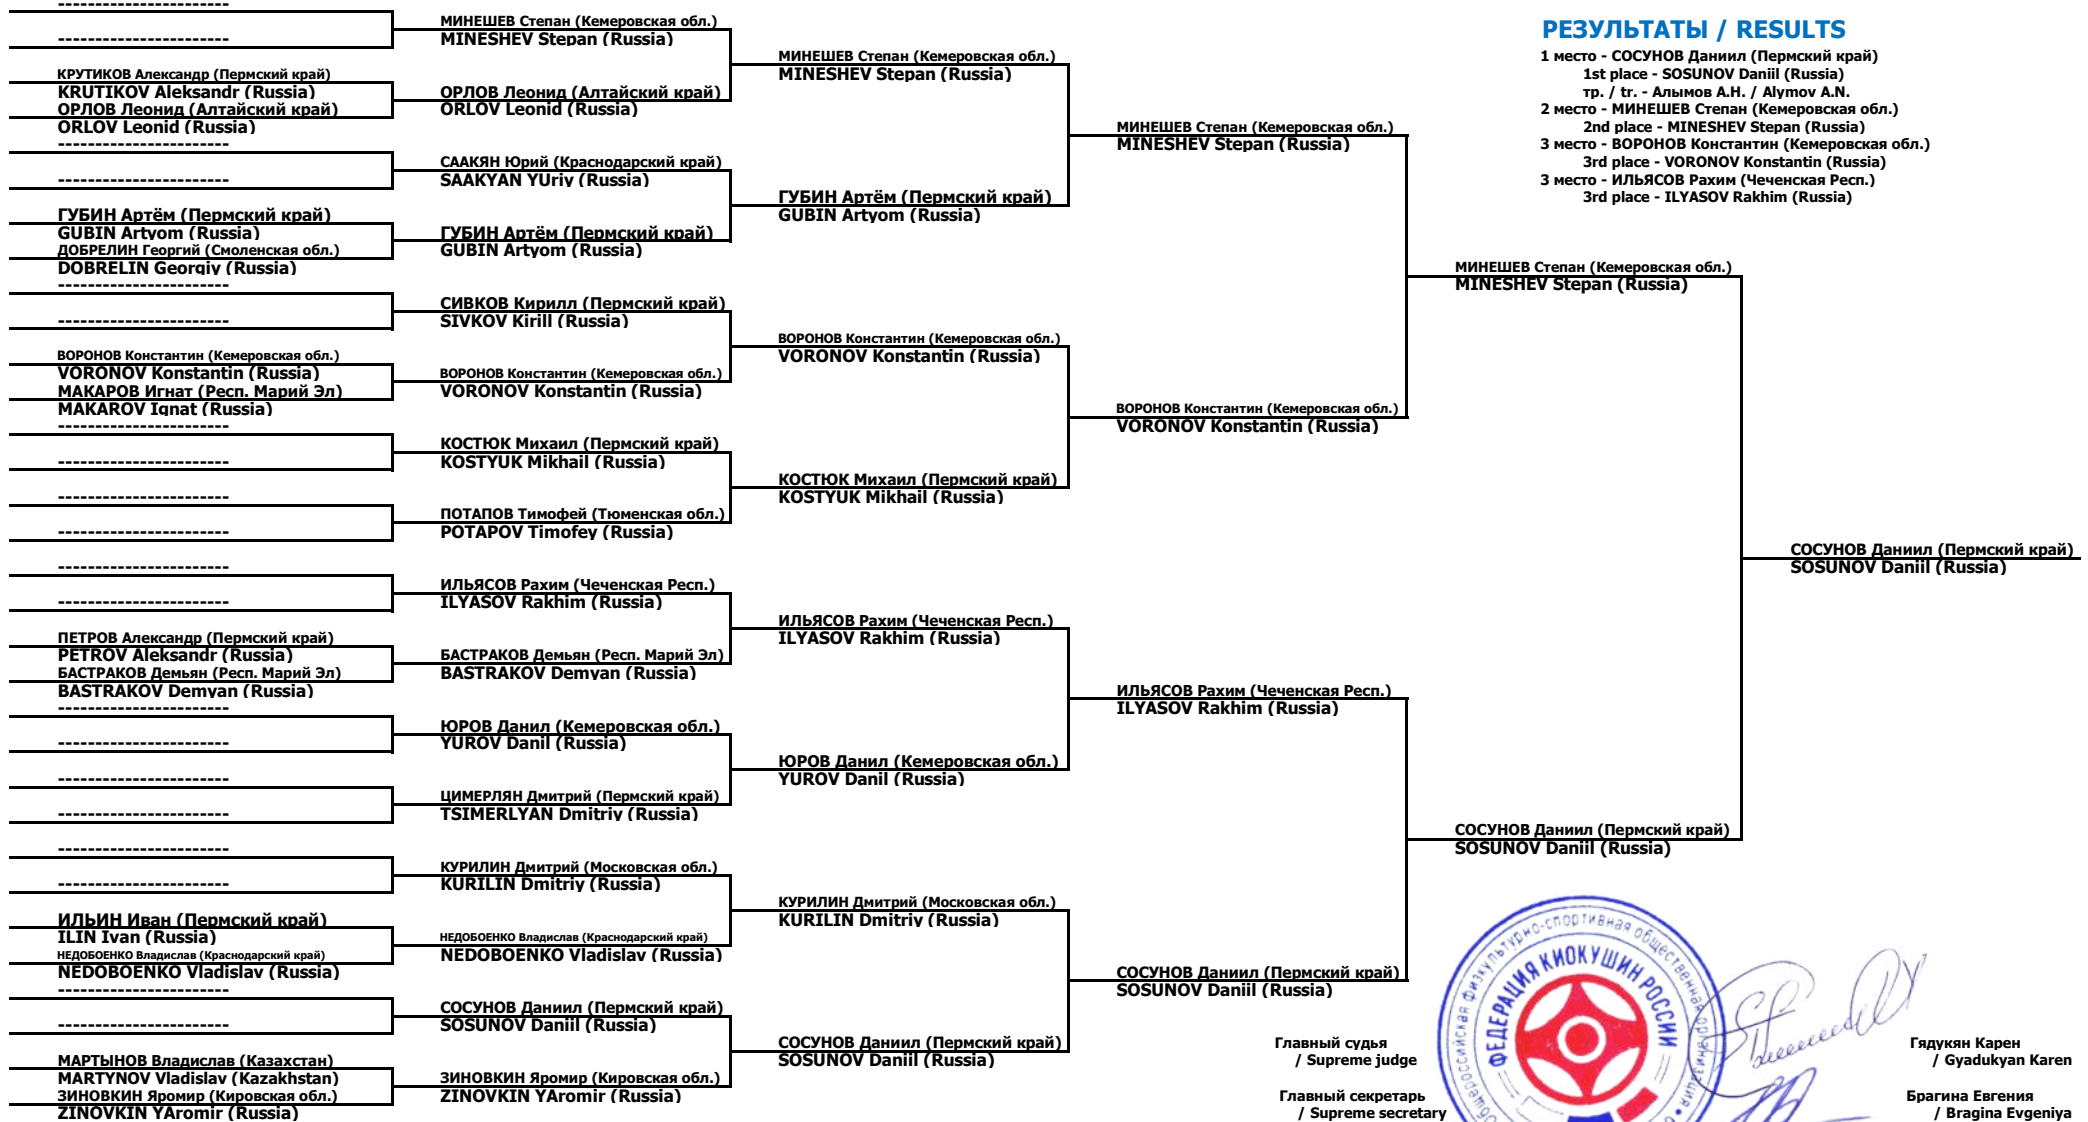 -----------------------
-----------------------
КРУТИКОВ Александр (Пермский край)
KRUTIKOV Aleksandr (Russia)
ОРЛОВ Леонид (Алтайский край)
ORLOV Leonid (Russia)
-----------------------
-----------------------
ГУБИН Артём (Пермский край)
GUBIN Artyom (Russia)
ДОБРЕЛИН Георгий (Смоленская обл.)
DOBRELIN Georgiy (Russia)
-----------------------
-----------------------
ВОРОНОВ Константин (Кемеровская обл.)
VORONOV Konstantin (Russia)
МАКАРОВ Игнат (Респ. Марий Эл)
MAKAROV Ignat (Russia)
-----------------------
-----------------------
-----------------------
-----------------------
-----------------------
-----------------------
ПЕТРОВ Александр (Пермский край)
PETROV Aleksandr (Russia)
БАСТРАКОВ Демьян (Респ. Марий Эл)
BASTRAKOV Demyan (Russia)
-----------------------
-----------------------
-----------------------
-----------------------
-----------------------
-----------------------
ИЛЬИН Иван (Пермский край)
ILIN Ivan (Russia)
НЕДОБОЕНКО Владислав (Краснодарский край)
NEDOBOENKO Vladislav (Russia)
-----------------------
-----------------------
МАРТЫНОВ Владислав (Казахстан)
MARTYNOV Vladislav (Kazakhstan)
ЗИНОВКИН Яромир (Кировская обл.)
ZINOVKIN YAromir (Russia)
МИНЕШЕВ Степан (Кемеровская обл.)
MINESHEV Stepan (Russia)
ОРЛОВ Леонид (Алтайский край)
ORLOV Leonid (Russia)
СААКЯН Юрий (Краснодарский край)
SAAKYAN YUriy (Russia)
ГУБИН Артём (Пермский край)
GUBIN Artyom (Russia)
СИВКОВ Кирилл (Пермский край)
SIVKOV Kirill (Russia)
ВОРОНОВ Константин (Кемеровская обл.)
VORONOV Konstantin (Russia)
КОСТЮК Михаил (Пермский край)
KOSTYUK Mikhail (Russia)
ПОТАПОВ Тимофей (Тюменская обл.)
POTAPOV Timofey (Russia)
ИЛЬЯСОВ Рахим (Чеченская Респ.)
ILYASOV Rakhim (Russia)
БАСТРАКОВ Демьян (Респ. Марий Эл)
BASTRAKOV Demyan (Russia)
ЮРОВ Данил (Кемеровская обл.)
YUROV Danil (Russia)
ЦИМЕРЛЯН Дмитрий (Пермский край)
TSIMERLYAN Dmitriy (Russia)
КУРИЛИН Дмитрий (Московская обл.)
KURILIN Dmitriy (Russia)
НЕДОБОЕНКО Владислав (Краснодарский край)
NEDOBOENKO Vladislav (Russia)
СОСУНОВ Даниил (Пермский край)
SOSUNOV Daniil (Russia)
ЗИНОВКИН Яромир (Кировская обл.)
ZINOVKIN YAromir (Russia)
МИНЕШЕВ Степан (Кемеровская обл.)
MINESHEV Stepan (Russia)
ГУБИН Артём (Пермский край)
GUBIN Artyom (Russia)
ВОРОНОВ Константин (Кемеровская обл.)
VORONOV Konstantin (Russia)
КОСТЮК Михаил (Пермский край)
KOSTYUK Mikhail (Russia)
ИЛЬЯСОВ Рахим (Чеченская Респ.)
ILYASOV Rakhim (Russia)
ЮРОВ Данил (Кемеровская обл.)
YUROV Danil (Russia)
КУРИЛИН Дмитрий (Московская обл.)
KURILIN Dmitriy (Russia)
СОСУНОВ Даниил (Пермский край)
SOSUNOV Daniil (Russia)
МИНЕШЕВ Степан (Кемеровская обл.)
MINESHEV Stepan (Russia)
ВОРОНОВ Константин (Кемеровская обл.)
VORONOV Konstantin (Russia)
ИЛЬЯСОВ Рахим (Чеченская Респ.)
ILYASOV Rakhim (Russia)
СОСУНОВ Даниил (Пермский край)
SOSUNOV Daniil (Russia)
МИНЕШЕВ Степан (Кемеровская обл.)
MINESHEV Stepan (Russia)
СОСУНОВ Даниил (Пермский край)
SOSUNOV Daniil (Russia)
СОСУНОВ Даниил (Пермский край)
SOSUNOV Daniil (Russia)
РЕЗУЛЬТАТЫ / RESULTS
1 место - СОСУНОВ Даниил (Пермский край)
1st place - SOSUNOV Daniil (Russia)
тр. / tr. - Алымов А.Н. / Alymov A.N.
2 место - МИНЕШЕВ Степан (Кемеровская обл.)
2nd place - MINESHEV Stepan (Russia)
3 место - ВОРОНОВ Константин (Кемеровская обл.)
3rd place - VORONOV Konstantin (Russia)
3 место - ИЛЬЯСОВ Рахим (Чеченская Респ.)
3rd place - ILYASOV Rakhim (Russia)
Главный судья
/ Supreme judge
Главный секретарь
/ Supreme secretary
Общероссийская физкультурно-спортивная общественная организация
ФЕДЕРАЦИЯ КИОКУШИН РОССИИ
Гядукян Карен
/ Gyadukyan Karen
Брагина Евгения
/ Bragina Evgeniya